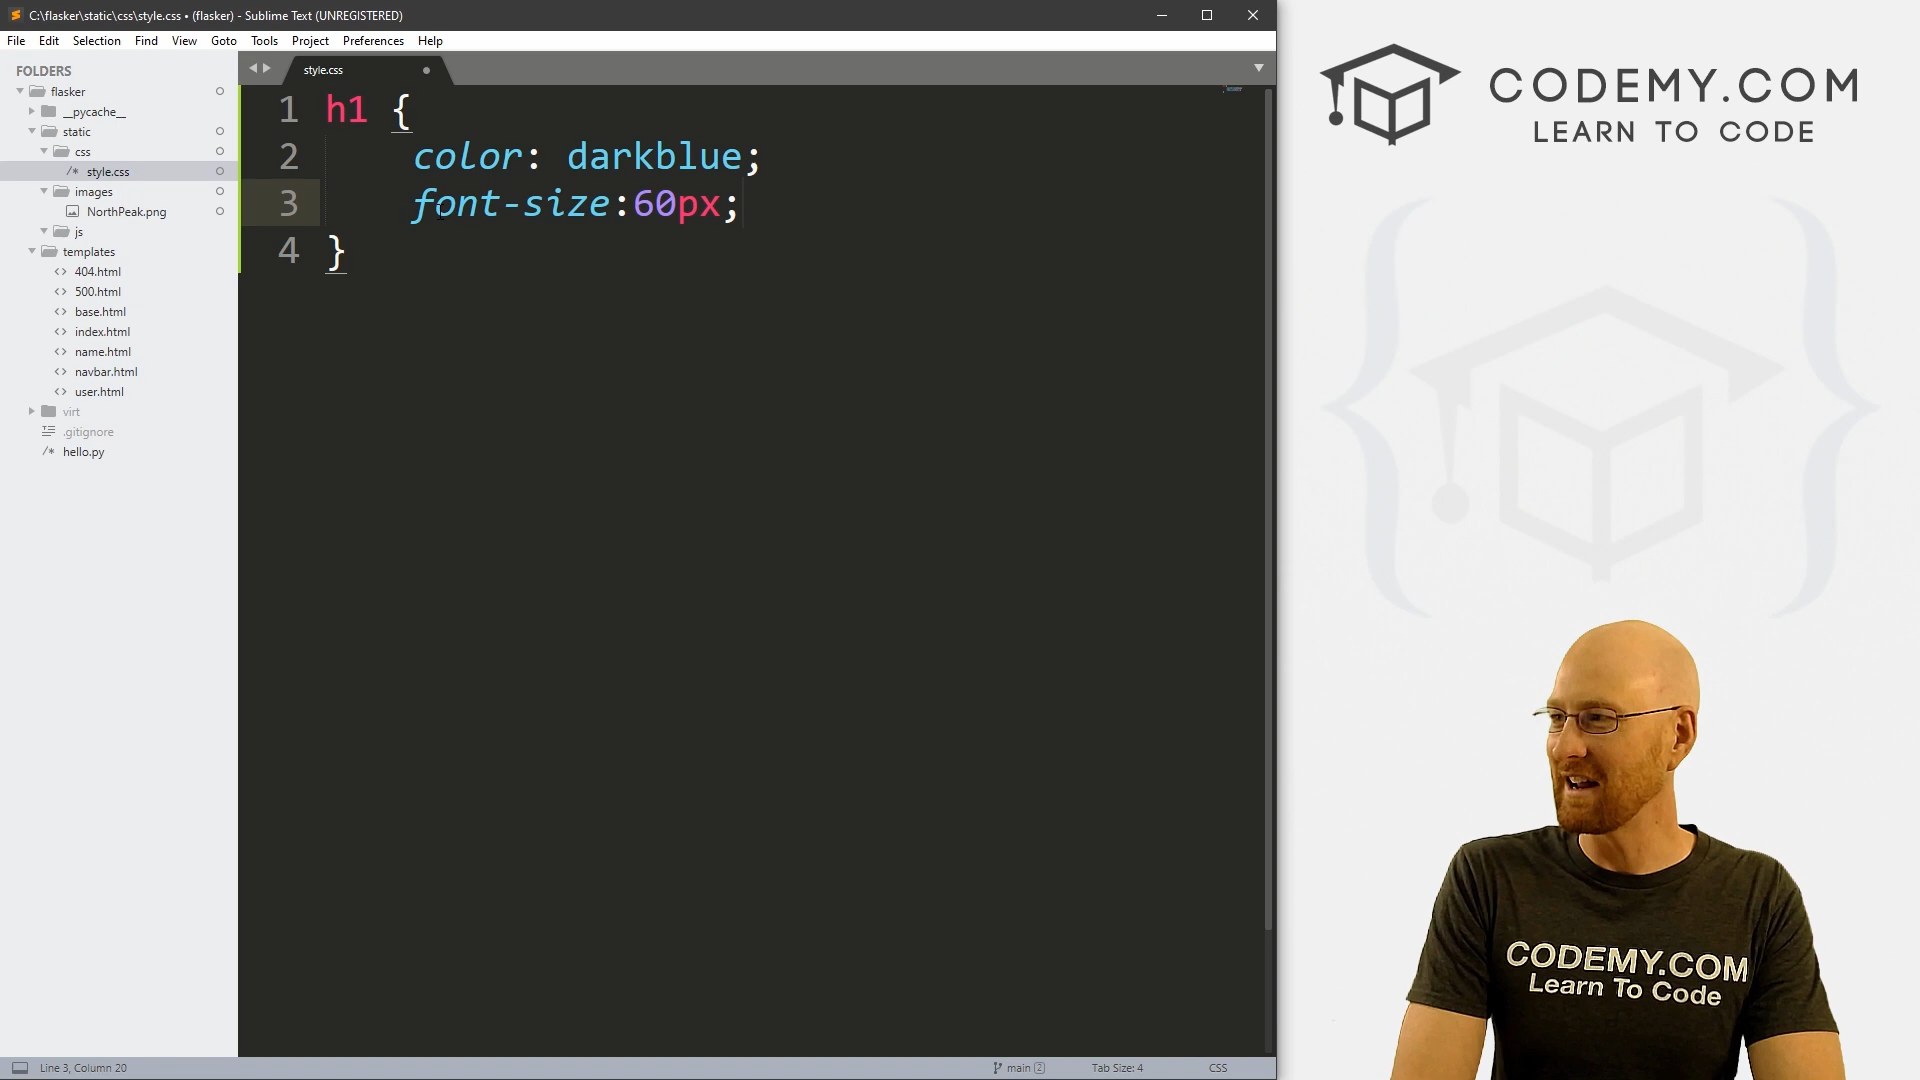 C:\flasker\static\css\style.css • (flasker) - Sublime Text (UNREGISTERED)
File Edit Selection Find View Goto Tools Project Preferences Help
FOLDERS
flasker
__pycache__
static
css
style.css
images
NorthPeak.png
js
templates
404.html
500.html
base.html
index.html
name.html
navbar.html
user.html
virt
.gitignore
hello.py
style.css
1 h1 {
2 color: darkblue;
3 font-size:60px;
4 }
Line 3, Column 20
main 2
Tab Size: 4
CSS
CODEMY.COM
LEARN TO CODE
CODEMY.COM
Learn To Code